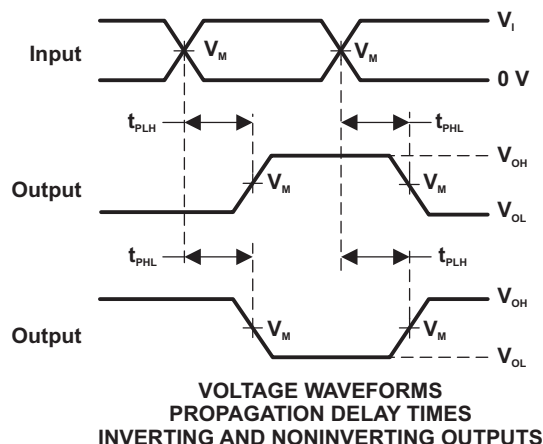 V_I
Input V_M V_M
0 V
t_PLH t_PHL
V_OH
Output V_M V_M
V_OL
t_PHL t_PLH
V_OH
Output V_M V_M
V_OL
VOLTAGE WAVEFORMS
PROPAGATION DELAY TIMES
INVERTING AND NONINVERTING OUTPUTS